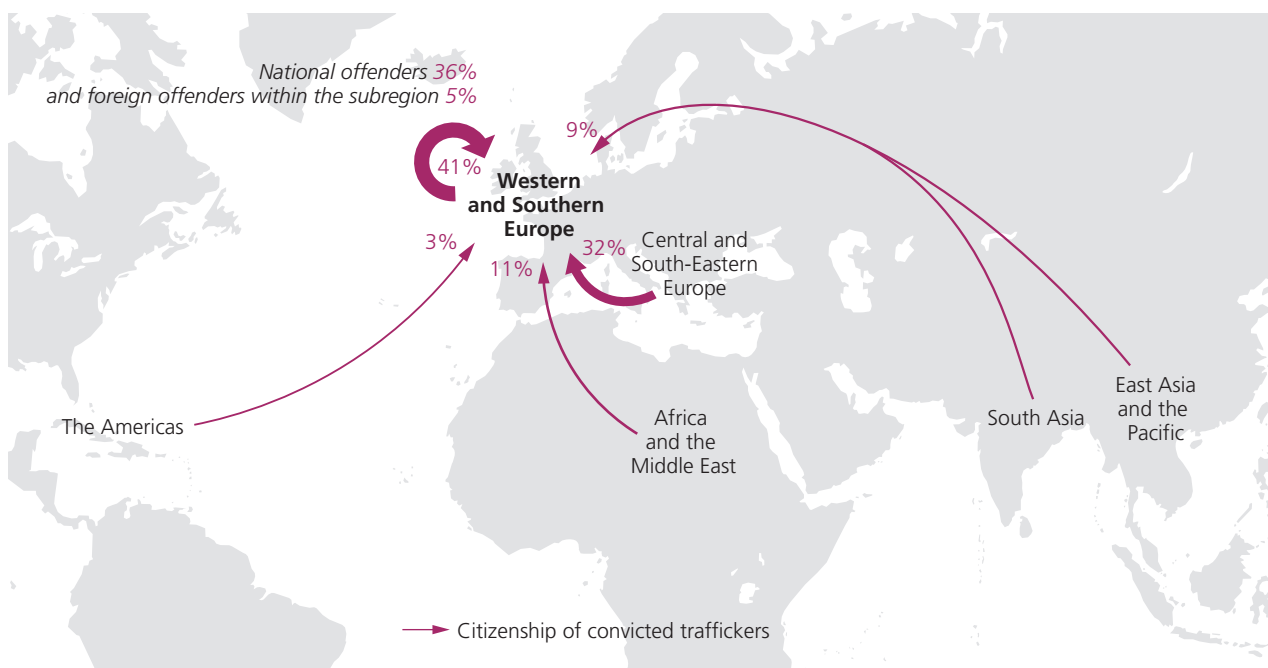 National offenders 36%
and foreign offenders within the subregion 5%
9%
41%
Western
and Southern
Europe
3%
11%
32%
Central and
South-Eastern
Europe
The Americas
Africa
and the
Middle East
South Asia
East Asia
and the
Pacific
Citizenship of convicted traffickers